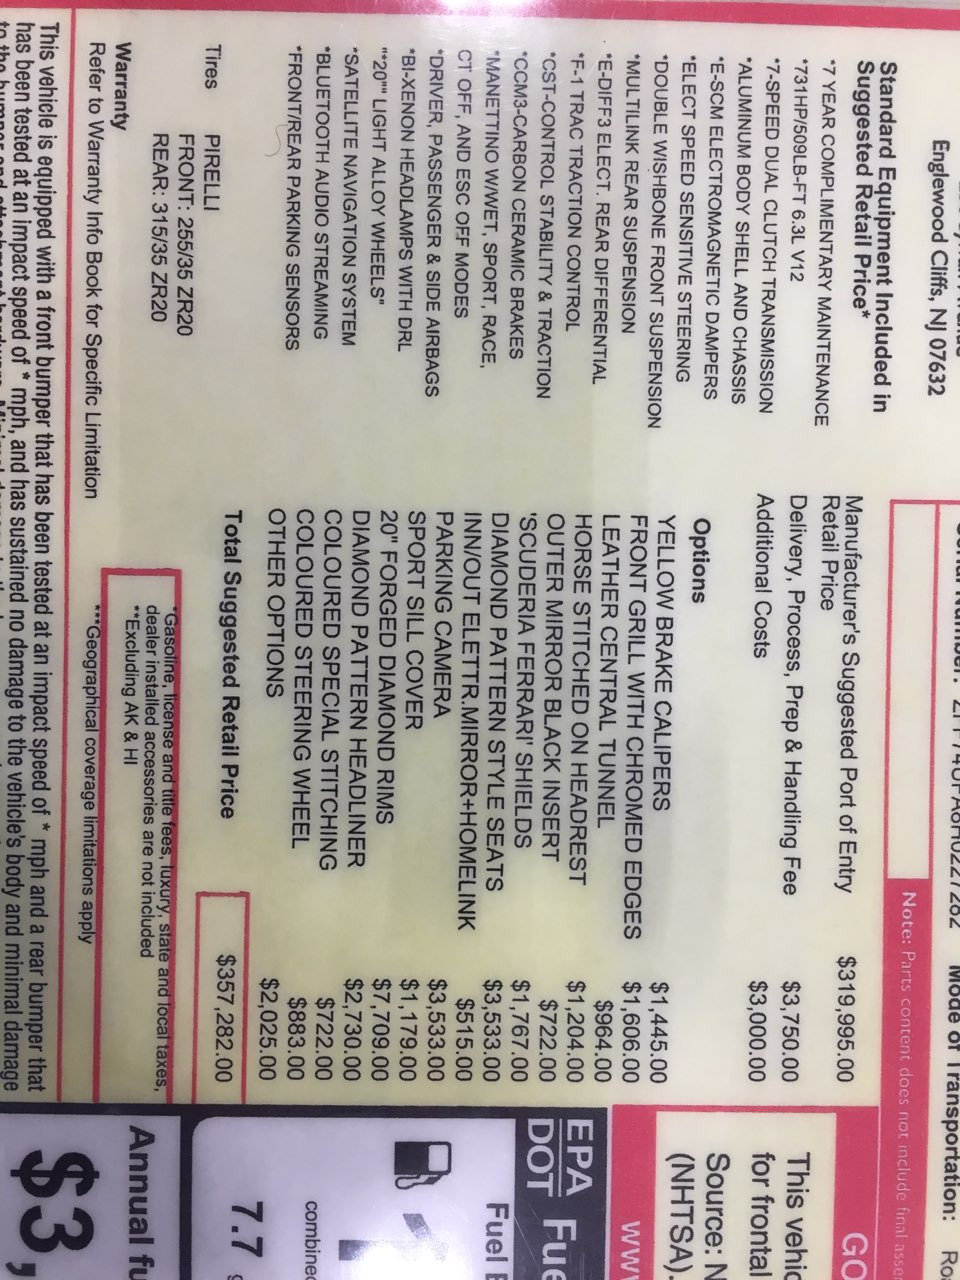 Englewood Cliffs, NJ 07632
Mode of Transportation:
Note: Parts content does not include final
Standard Equipment Included in
Suggested Retail Price*
*7 YEAR COMPLIMENTARY MAINTENANCE
*731HP/509LB-FT 6.3L V12
*7-SPEED DUAL CLUTCH TRANSMISSION
*ALUMINUM BODY SHELL AND CHASSIS
*E-SCM ELECTROMAGNETIC DAMPERS
*ELECT SPEED SENSITIVE STEERING
*DOUBLE WISHBONE FRONT SUSPENSION
*MULTILINK REAR SUSPENSION
*E-DIFF3 ELECT. REAR DIFFERENTIAL
*F-1 TRAC TRACTION CONTROL
*CST-CONTROL STABILITY & TRACTION
*CCM3-CARBON CERAMIC BRAKES
*MANETTINO W/WET, SPORT, RACE,
CT OFF, AND ESC OFF MODES
*DRIVER, PASSENGER & SIDE AIRBAGS
*BI-XENON HEADLAMPS WITH DRL
*"20"" LIGHT ALLOY WHEELS"
*SATELLITE NAVIGATION SYSTEM
*BLUETOOTH AUDIO STREAMING
*FRONT/REAR PARKING SENSORS
Tires PIRELLI
FRONT: 255/35 ZR20
REAR: 315/35 ZR20
Manufacturer's Suggested Port of Entry
Retail Price $319,995.00
Delivery, Process, Prep & Handling Fee $3,750.00
Additional Costs $3,000.00
Options
YELLOW BRAKE CALIPERS $1,445.00
FRONT GRILL WITH CHROMED EDGES $1,606.00
LEATHER CENTRAL TUNNEL $964.00
HORSE STITCHED ON HEADREST $1,204.00
OUTER MIRROR BLACK INSERT $722.00
'SCUDERIA FERRARI' SHIELDS $1,767.00
DIAMOND PATTERN STYLE SEATS $3,533.00
INN/OUT ELETTR.MIRROR+HOMELINK $515.00
PARKING CAMERA $3,533.00
SPORT SILL COVER $1,179.00
20" FORGED DIAMOND RIMS $7,709.00
DIAMOND PATTERN HEADLINER $2,730.00
COLOURED SPECIAL STITCHING $722.00
COLOURED STEERING WHEEL $883.00
OTHER OPTIONS $2,025.00
Total Suggested Retail Price $357,282.00
*Gasoline, license and title fees, luxury, state and local taxes,
dealer installed accessories are not included
**Excluding AK & HI
***Geographical coverage limitations apply
Warranty
Refer to Warranty Info Book for Specific Limitation
This vehicle is equipped with a front bumper that has been tested at an impact speed of * mph and a rear bumper that
has been tested at an impact speed of * mph, and has sustained no damage to the vehicle's body and minimal damage
GO
This
for frontal
Source:
(NHTSA).
WWW
EPA
DOT
Fuel
combined
7.7
Annual
$3,